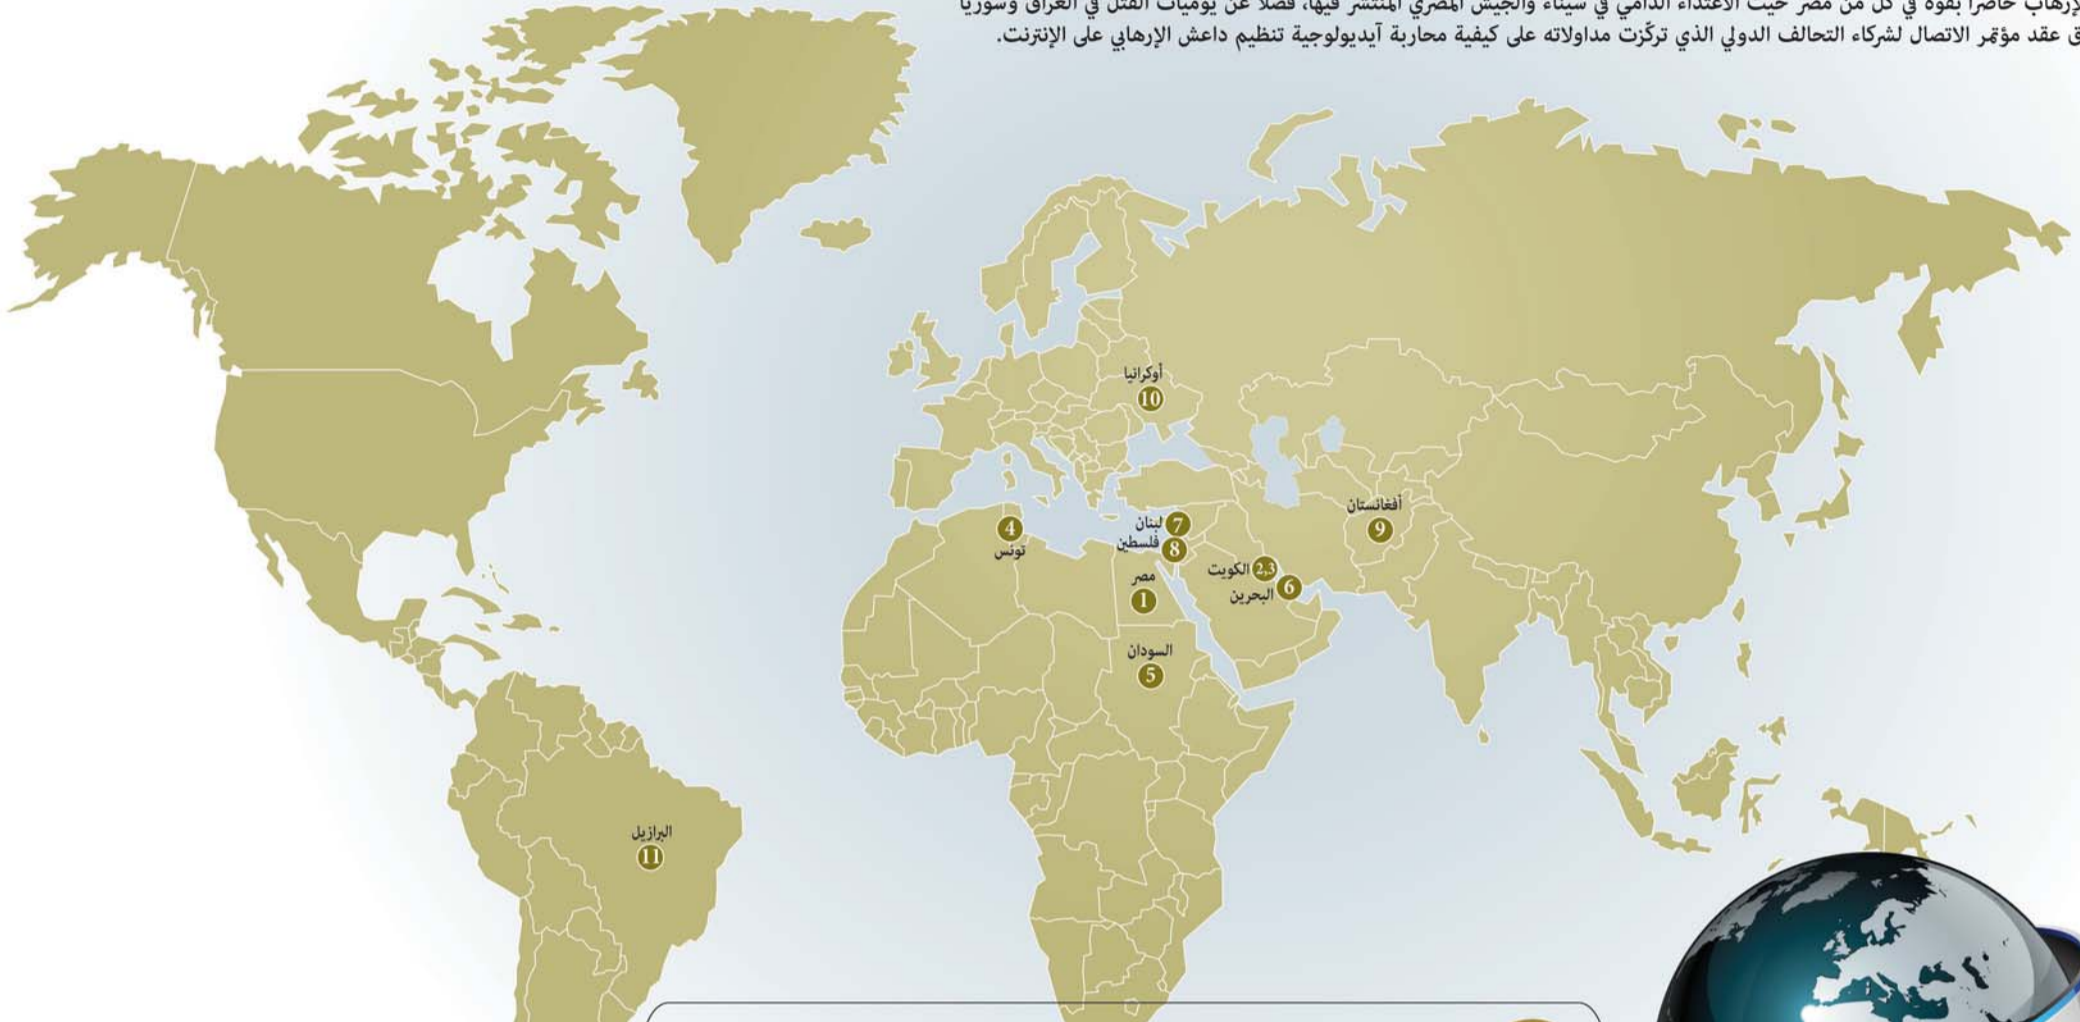 لإرهاب حاضراً بقوة في كل من مصر حيث الاعتداء الدامي في سيناء والجيش المصري المنتشر فيها، فضلاً عن يوميات القتل في العراق وسوريا
ق عقد مؤتمر الاتصال لشركاء التحالف الدولي الذي تركّزت مداولاته على كيفية محاربة آيديولوجية تنظيم داعش الإرهابي على الإنترنت.
أوكرانيا
10
أفغانستان
9
لبنان 7
فلسطين 8
4
تونس
الكويت 2,3
البحرين 6
مصر
1
السودان
5
البرازيل
11